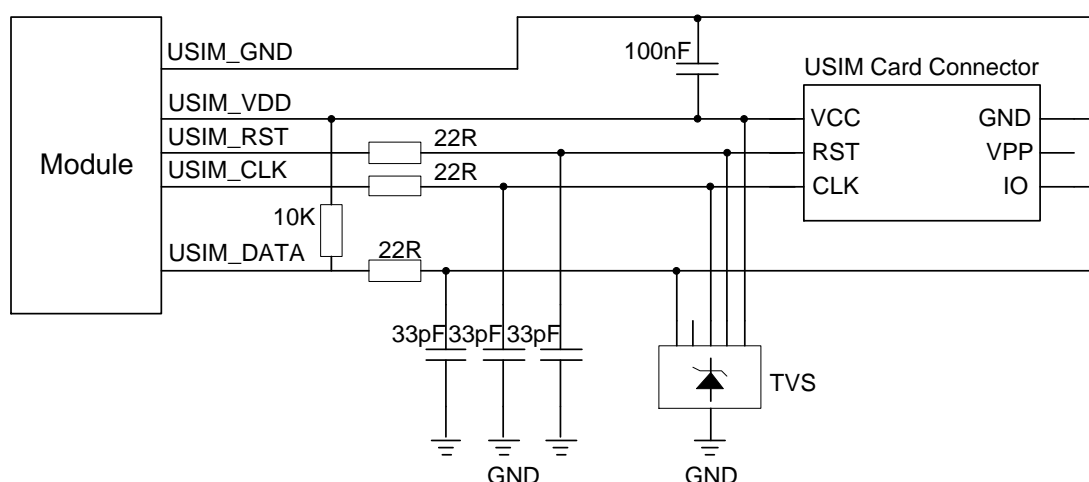 USIM_GND
100nF
USIM Card Connector
USIM_VDD
VCC
GND
USIM_RST
22R
RST
VPP
Module
USIM_CLK
22R
CLK
IO
10K
USIM_DATA
22R
33pF
33pF
33pF
TVS
GND
GND